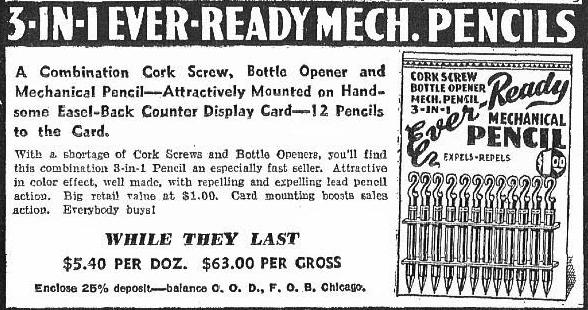 3-IN-1 EVER-READY MECH. PENCILS
A Combination Cork Screw, Bottle Opener and
Mechanical Pencil—Attractively Mounted on Hand-
some Easel-Back Counter Display Card—12 Pencils
to the Card.
With a shortage of Cork Screws and Bottle Openers, you'll find
this combination 3-in-1 Pencil an especially fast seller. Attractive
in color effect, well made, with repelling and expelling lead pencil
action. Big retail value at $1.00. Card mounting boosts sales
action. Everybody buys!
WHILE THEY LAST
$5.40 PER DOZ. $63.00 PER GROSS
Enclose 25% deposit—balance C. O. D., F. O. B. Chicago.
CORK SCREW
BOTTLE OPENER
MECH. PENCIL
3-IN-1
Ever-Ready
MECHANICAL
PENCIL
EXPELS-REPELS
$1.00